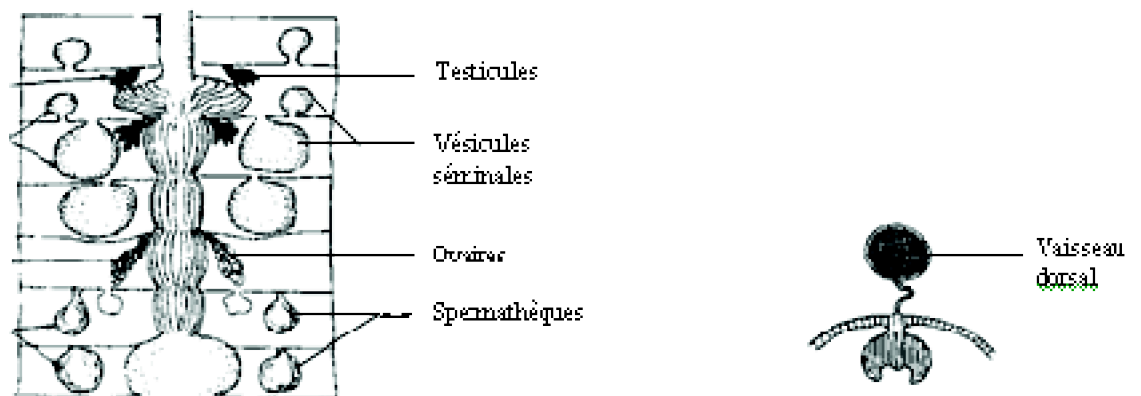 Testicules
Vésicules
séminales
Ovaires
Spermathèques
Vaisseau
dorsal